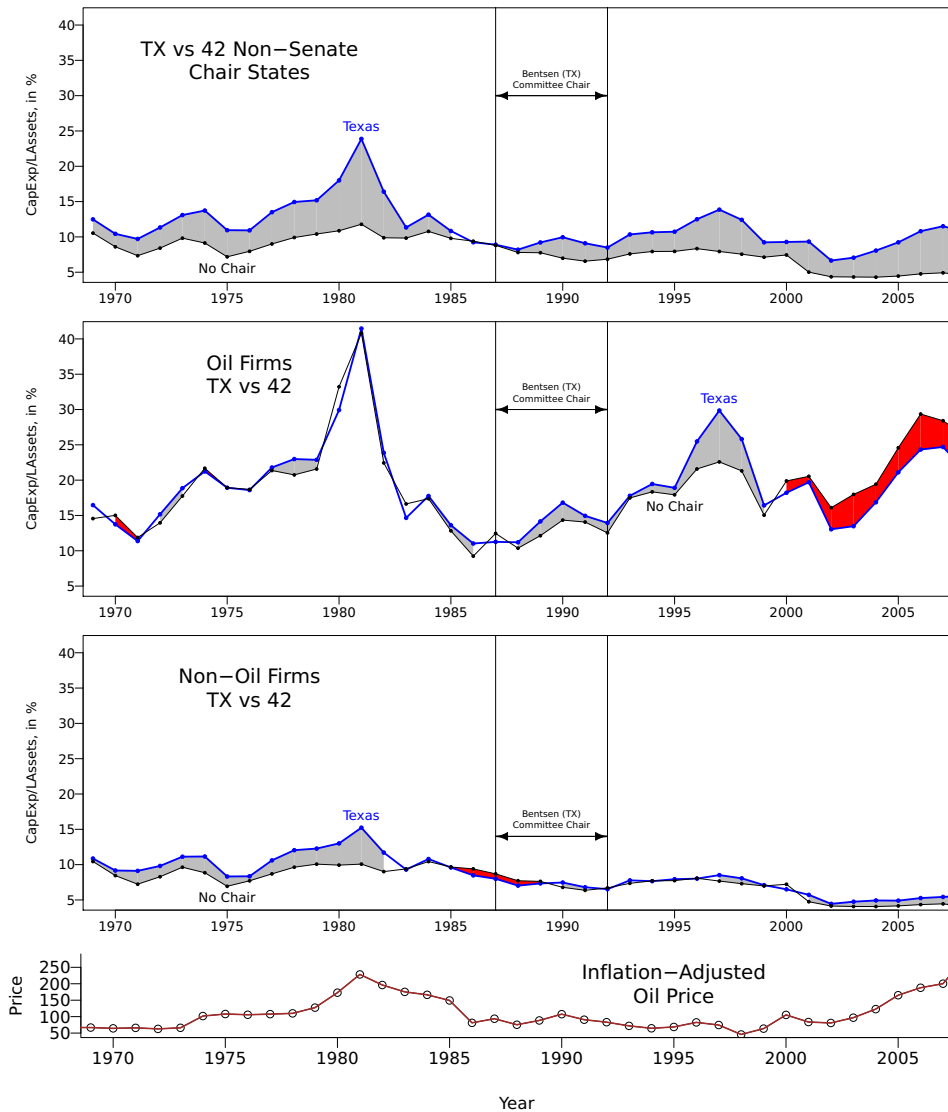 TX vs 42 Non−Senate
Chair States
CapExp/LAssets, in %
40
35
30
25
20
15
10
5
Bentsen (TX)
Committee Chair
Texas
No Chair
1970 1975 1980 1985 1990 1995 2000 2005
Oil Firms
TX vs 42
CapExp/LAssets, in %
40
35
30
25
20
15
10
5
Bentsen (TX)
Committee Chair
Texas
No Chair
1970 1975 1980 1985 1990 1995 2000 2005
Non−Oil Firms
TX vs 42
CapExp/LAssets, in %
40
35
30
25
20
15
10
5
Bentsen (TX)
Committee Chair
Texas
No Chair
1970 1975 1980 1985 1990 1995 2000 2005
Inflation−Adjusted
Oil Price
Price
250
200
150
100
50
1970 1975 1980 1985 1990 1995 2000 2005
Year